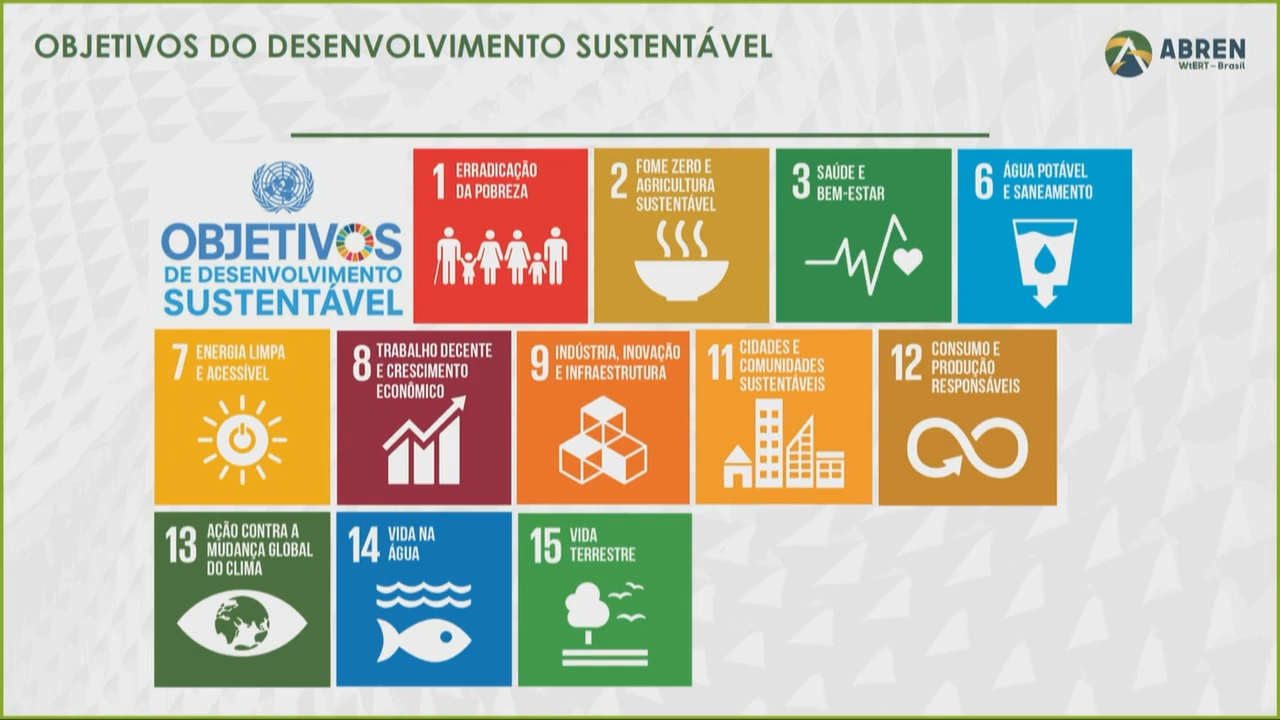 OBJETIVOS DO DESENVOLVIMENTO SUSTENTÁVEL
ABREN
WtERT – Brasil
OBJETIVOS
DE DESENVOLVIMENTO
SUSTENTÁVEL
1 ERRADICAÇÃO
DA POBREZA
2 FOME ZERO E
AGRICULTURA
SUSTENTÁVEL
3 SAÚDE E
BEM-ESTAR
6 ÁGUA POTÁVEL
E SANEAMENTO
7 ENERGIA LIMPA
E ACESSÍVEL
8 TRABALHO DECENTE
E CRESCIMENTO
ECONÔMICO
9 INDÚSTRIA, INOVAÇÃO
E INFRAESTRUTURA
11 CIDADES E
COMUNIDADES
SUSTENTÁVEIS
12 CONSUMO E
PRODUÇÃO
RESPONSÁVEIS
13 AÇÃO CONTRA A
MUDANÇA GLOBAL
DO CLIMA
14 VIDA NA
ÁGUA
15 VIDA
TERRESTRE